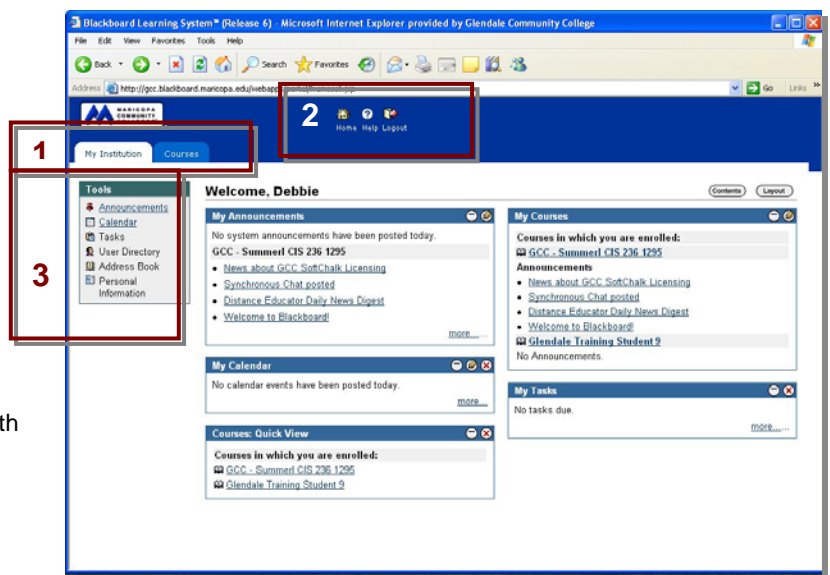 Blackboard Learning System™ (Release 6) - Microsoft Internet Explorer provided by Glendale Community College
File Edit View Favorites Tools Help
Back Search Favorites
Address http://gcc.blackboard.maricopa.edu/webapps/portal/frameset.jsp Go Links »
MARICOPA
COMMUNITY
2
Home Help Logout
1
My Institution Courses
Tools
Announcements
Calendar
Tasks
User Directory
Address Book
Personal
Information
3
Welcome, Debbie
Contents Layout
My Announcements
No system announcements have been posted today.
GCC - SummerI CIS 236 1295
• News about GCC SoftChalk Licensing
• Synchronous Chat posted
• Distance Educator Daily News Digest
• Welcome to Blackboard!
more......
My Calendar
No calendar events have been posted today.
more...
Courses: Quick View
Courses in which you are enrolled:
GCC - SummerI CIS 236 1295
Glendale Training Student 9
My Courses
Courses in which you are enrolled:
GCC - SummerI CIS 236 1295
Announcements
• News about GCC SoftChalk Licensing
• Synchronous Chat posted
• Distance Educator Daily News Digest
• Welcome to Blackboard!
Glendale Training Student 9
No Announcements.
My Tasks
No tasks due.
more......
th